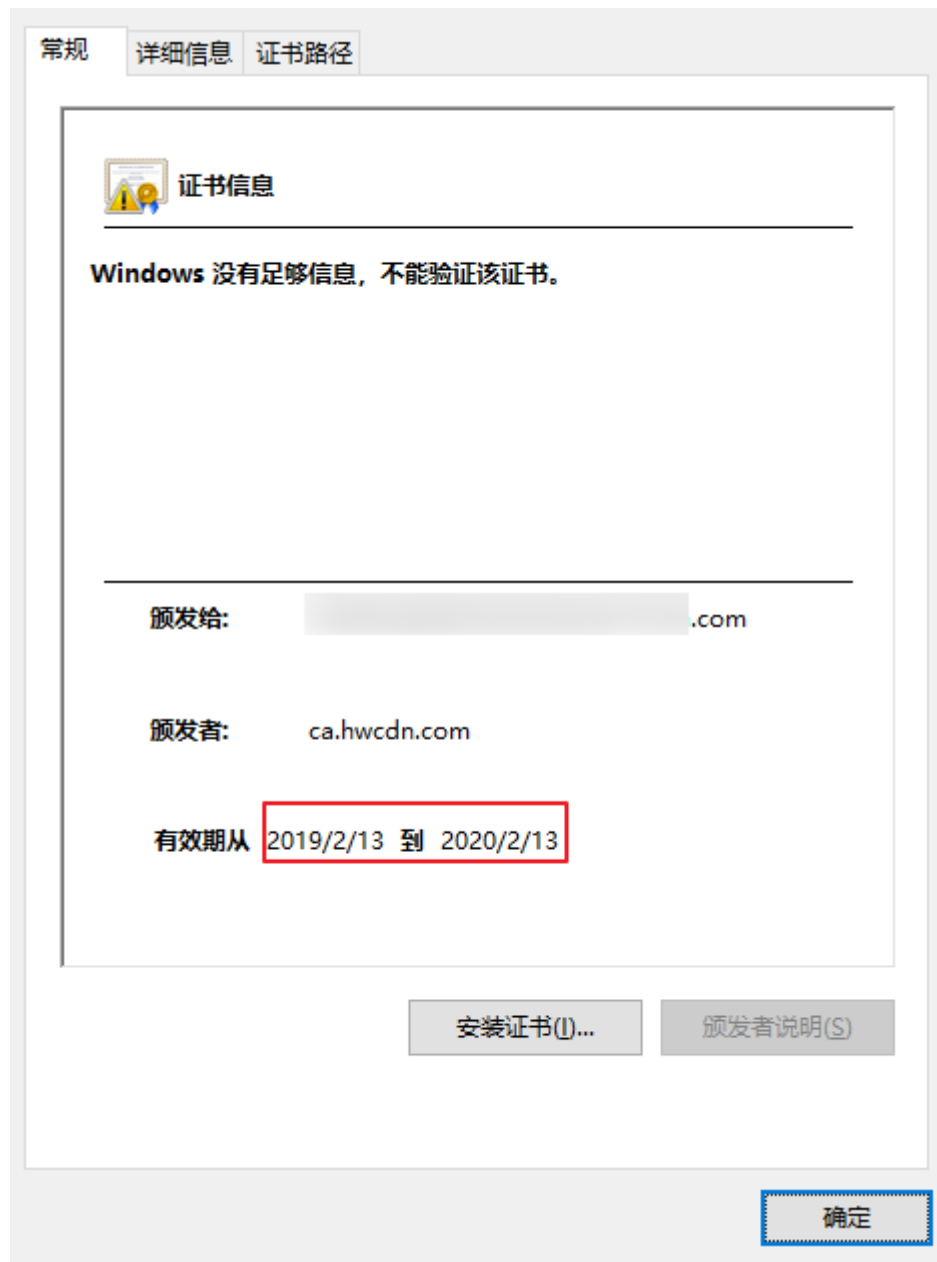 常规 详细信息 证书路径
证书信息
Windows 没有足够信息，不能验证该证书。
颁发给: .com
颁发者: ca.hwcdn.com
有效期从 2019/2/13 到 2020/2/13
安装证书(I)... 颁发者说明(S)
确定